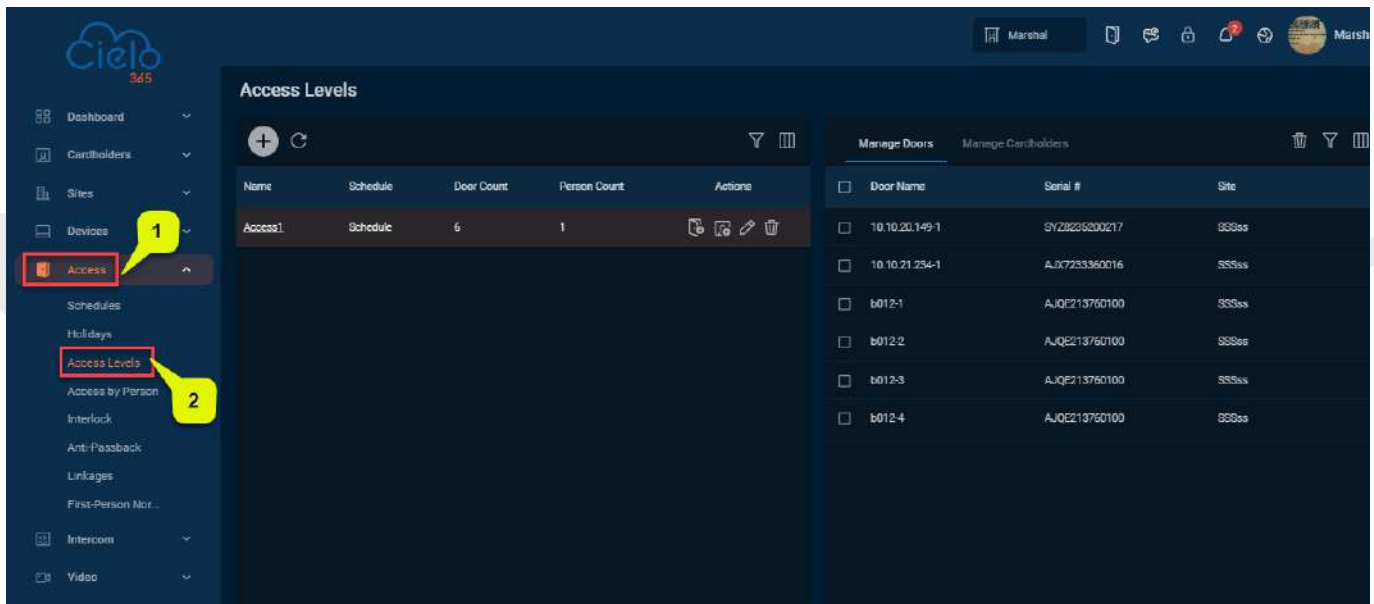 Cielo
365
Marshal
2
Marsh
Access Levels
Dashboard
Cardholders
Sites
Devices
1
Access
Schedules
Holidays
Access Levels
Access by Person
2
Interlock
Anti-Passback
Linkages
First-Person Nor...
Intercom
Video
Name Schedule Door Count Person Count Actions
Access1 Schedule 6 1
Manage Doors Manage Cardholders
Door Name Serial # Site
10.10.20.149-1 SYZ8235200217 SSSss
10.10.21.234-1 AJX7233360016 SSSss
b012-1 AJQE213760100 SSSss
b012-2 AJQE213760100 SSSss
b012-3 AJQE213760100 SSSss
b012-4 AJQE213760100 SSSss